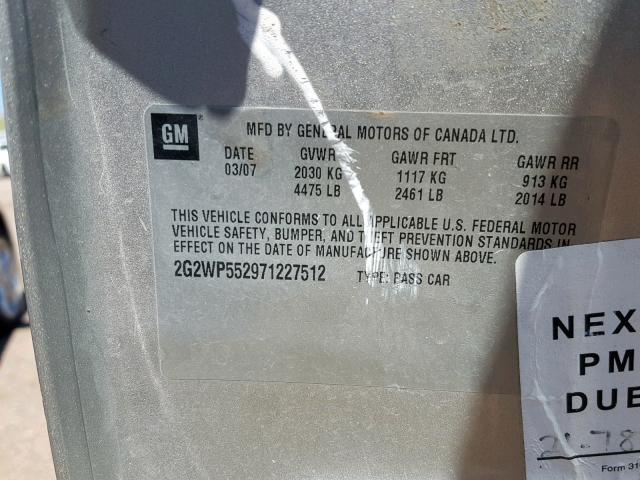 GM ® MFD BY GENERAL MOTORS OF CANADA LTD.
DATE GVWR GAWR FRT GAWR RR
03/07 2030 KG 1117 KG 913 KG
4475 LB 2461 LB 2014 LB
THIS VEHICLE CONFORMS TO ALL APPLICABLE U.S. FEDERAL MOTOR
VEHICLE SAFETY, BUMPER, AND THEFT PREVENTION STANDARDS IN
EFFECT ON THE DATE OF MANUFACTURE SHOWN ABOVE.
2G2WP552971227512 TYPE: PASS CAR
NEX
PM
DUE
Form 31